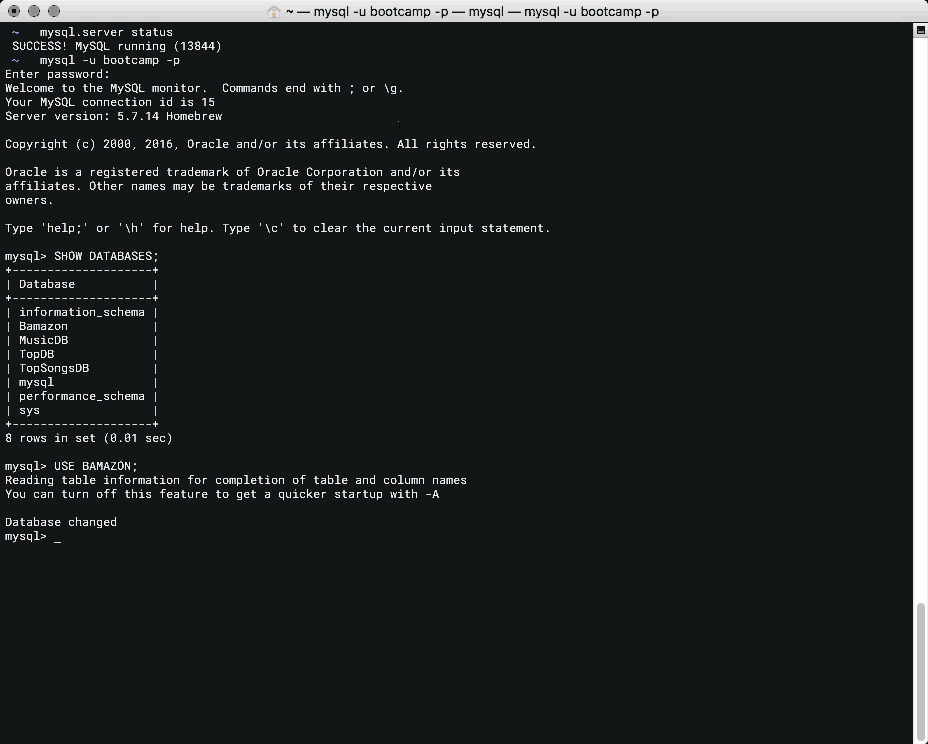 ~ — mysql -u bootcamp -p — mysql — mysql -u bootcamp -p
~   mysql.server status
SUCCESS! MySQL running (13844)
~   mysql -u bootcamp -p
Enter password:
Welcome to the MySQL monitor.  Commands end with ; or \g.
Your MySQL connection id is 15
Server version: 5.7.14 Homebrew

Copyright (c) 2000, 2016, Oracle and/or its affiliates. All rights reserved.

Oracle is a registered trademark of Oracle Corporation and/or its
affiliates. Other names may be trademarks of their respective
owners.

Type 'help;' or '\h' for help. Type '\c' to clear the current input statement.

mysql> SHOW DATABASES;
+--------------------+
| Database           |
+--------------------+
| information_schema |
| Bamazon            |
| MusicDB            |
| TopDB              |
| TopSongsDB         |
| mysql              |
| performance_schema |
| sys                |
+--------------------+
8 rows in set (0.01 sec)

mysql> USE BAMAZON;
Reading table information for completion of table and column names
You can turn off this feature to get a quicker startup with -A

Database changed
mysql> _